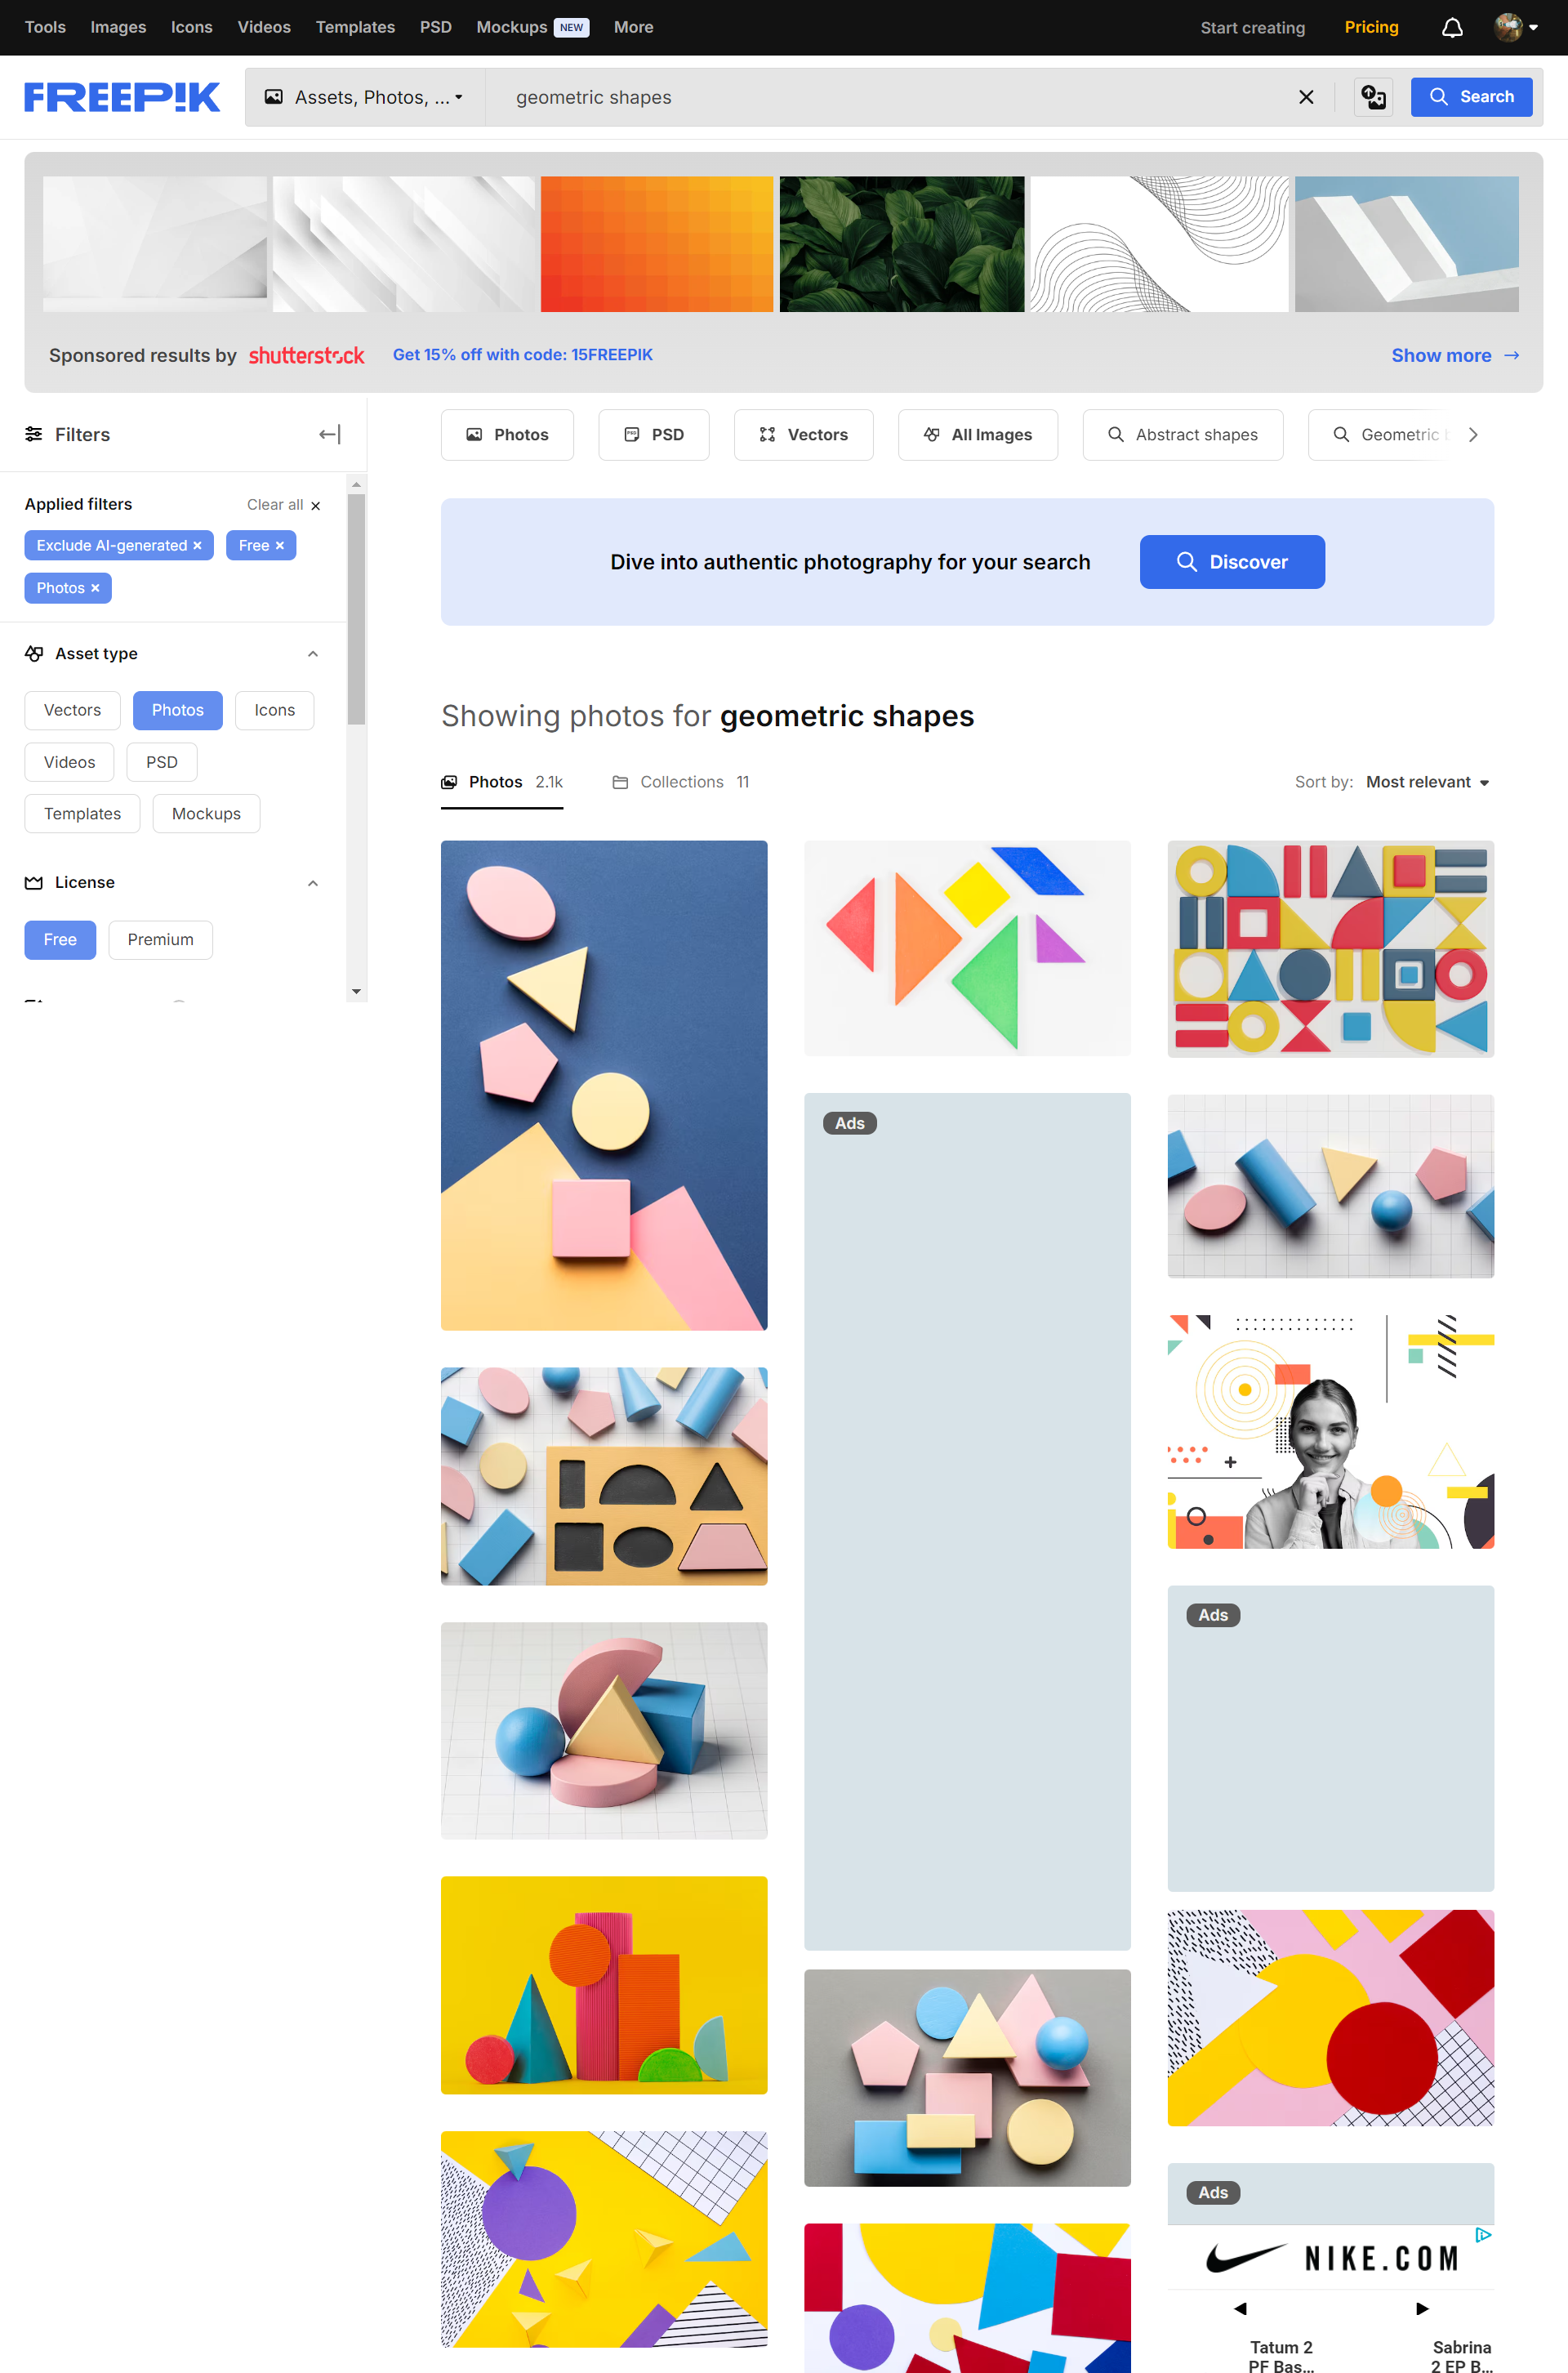 Tools Images Icons Videos Templates PSD Mockups NEW More Start creating Pricing
FREEPIK Assets, Photos, ... geometric shapes Search
Sponsored results by shutterstock Get 15% off with code: 15FREEPIK Show more →
Filters
Photos PSD Vectors All Images Abstract shapes Geometric
Applied filters Clear all ×
Exclude AI-generated × Free ×
Photos ×
Dive into authentic photography for your search Discover
Asset type
Vectors Photos Icons
Videos PSD
Templates Mockups
License
Free Premium
Showing photos for geometric shapes
Photos 2.1k Collections 11 Sort by: Most relevant
Ads
Ads
Ads
NIKE.COM
Tatum 2
PF Bas...
Sabrina
2 EP B...